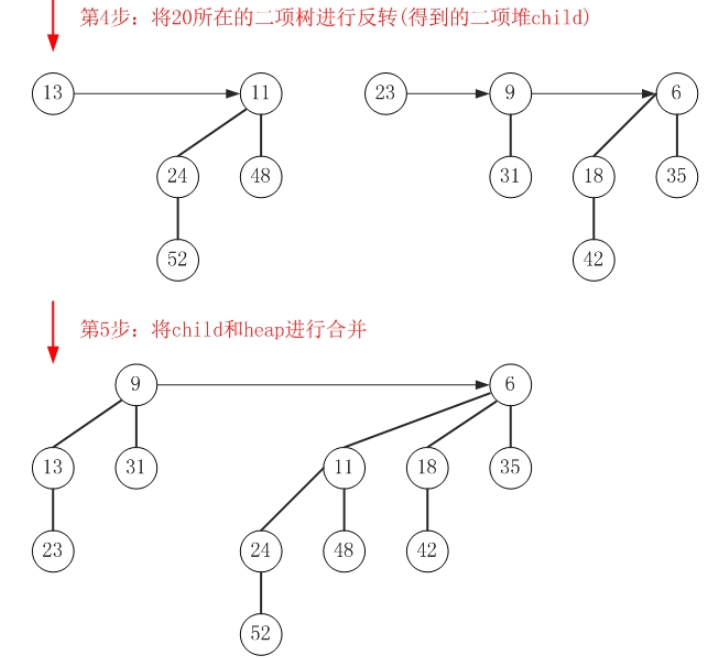 第4步：将20所在的二项树进行反转(得到的二项堆child)
13 11 23 9 6
24 48 31 18 35
52 42
第5步：将child和heap进行合并
9 6
13 31 11 18 35
23 24 48 42
52